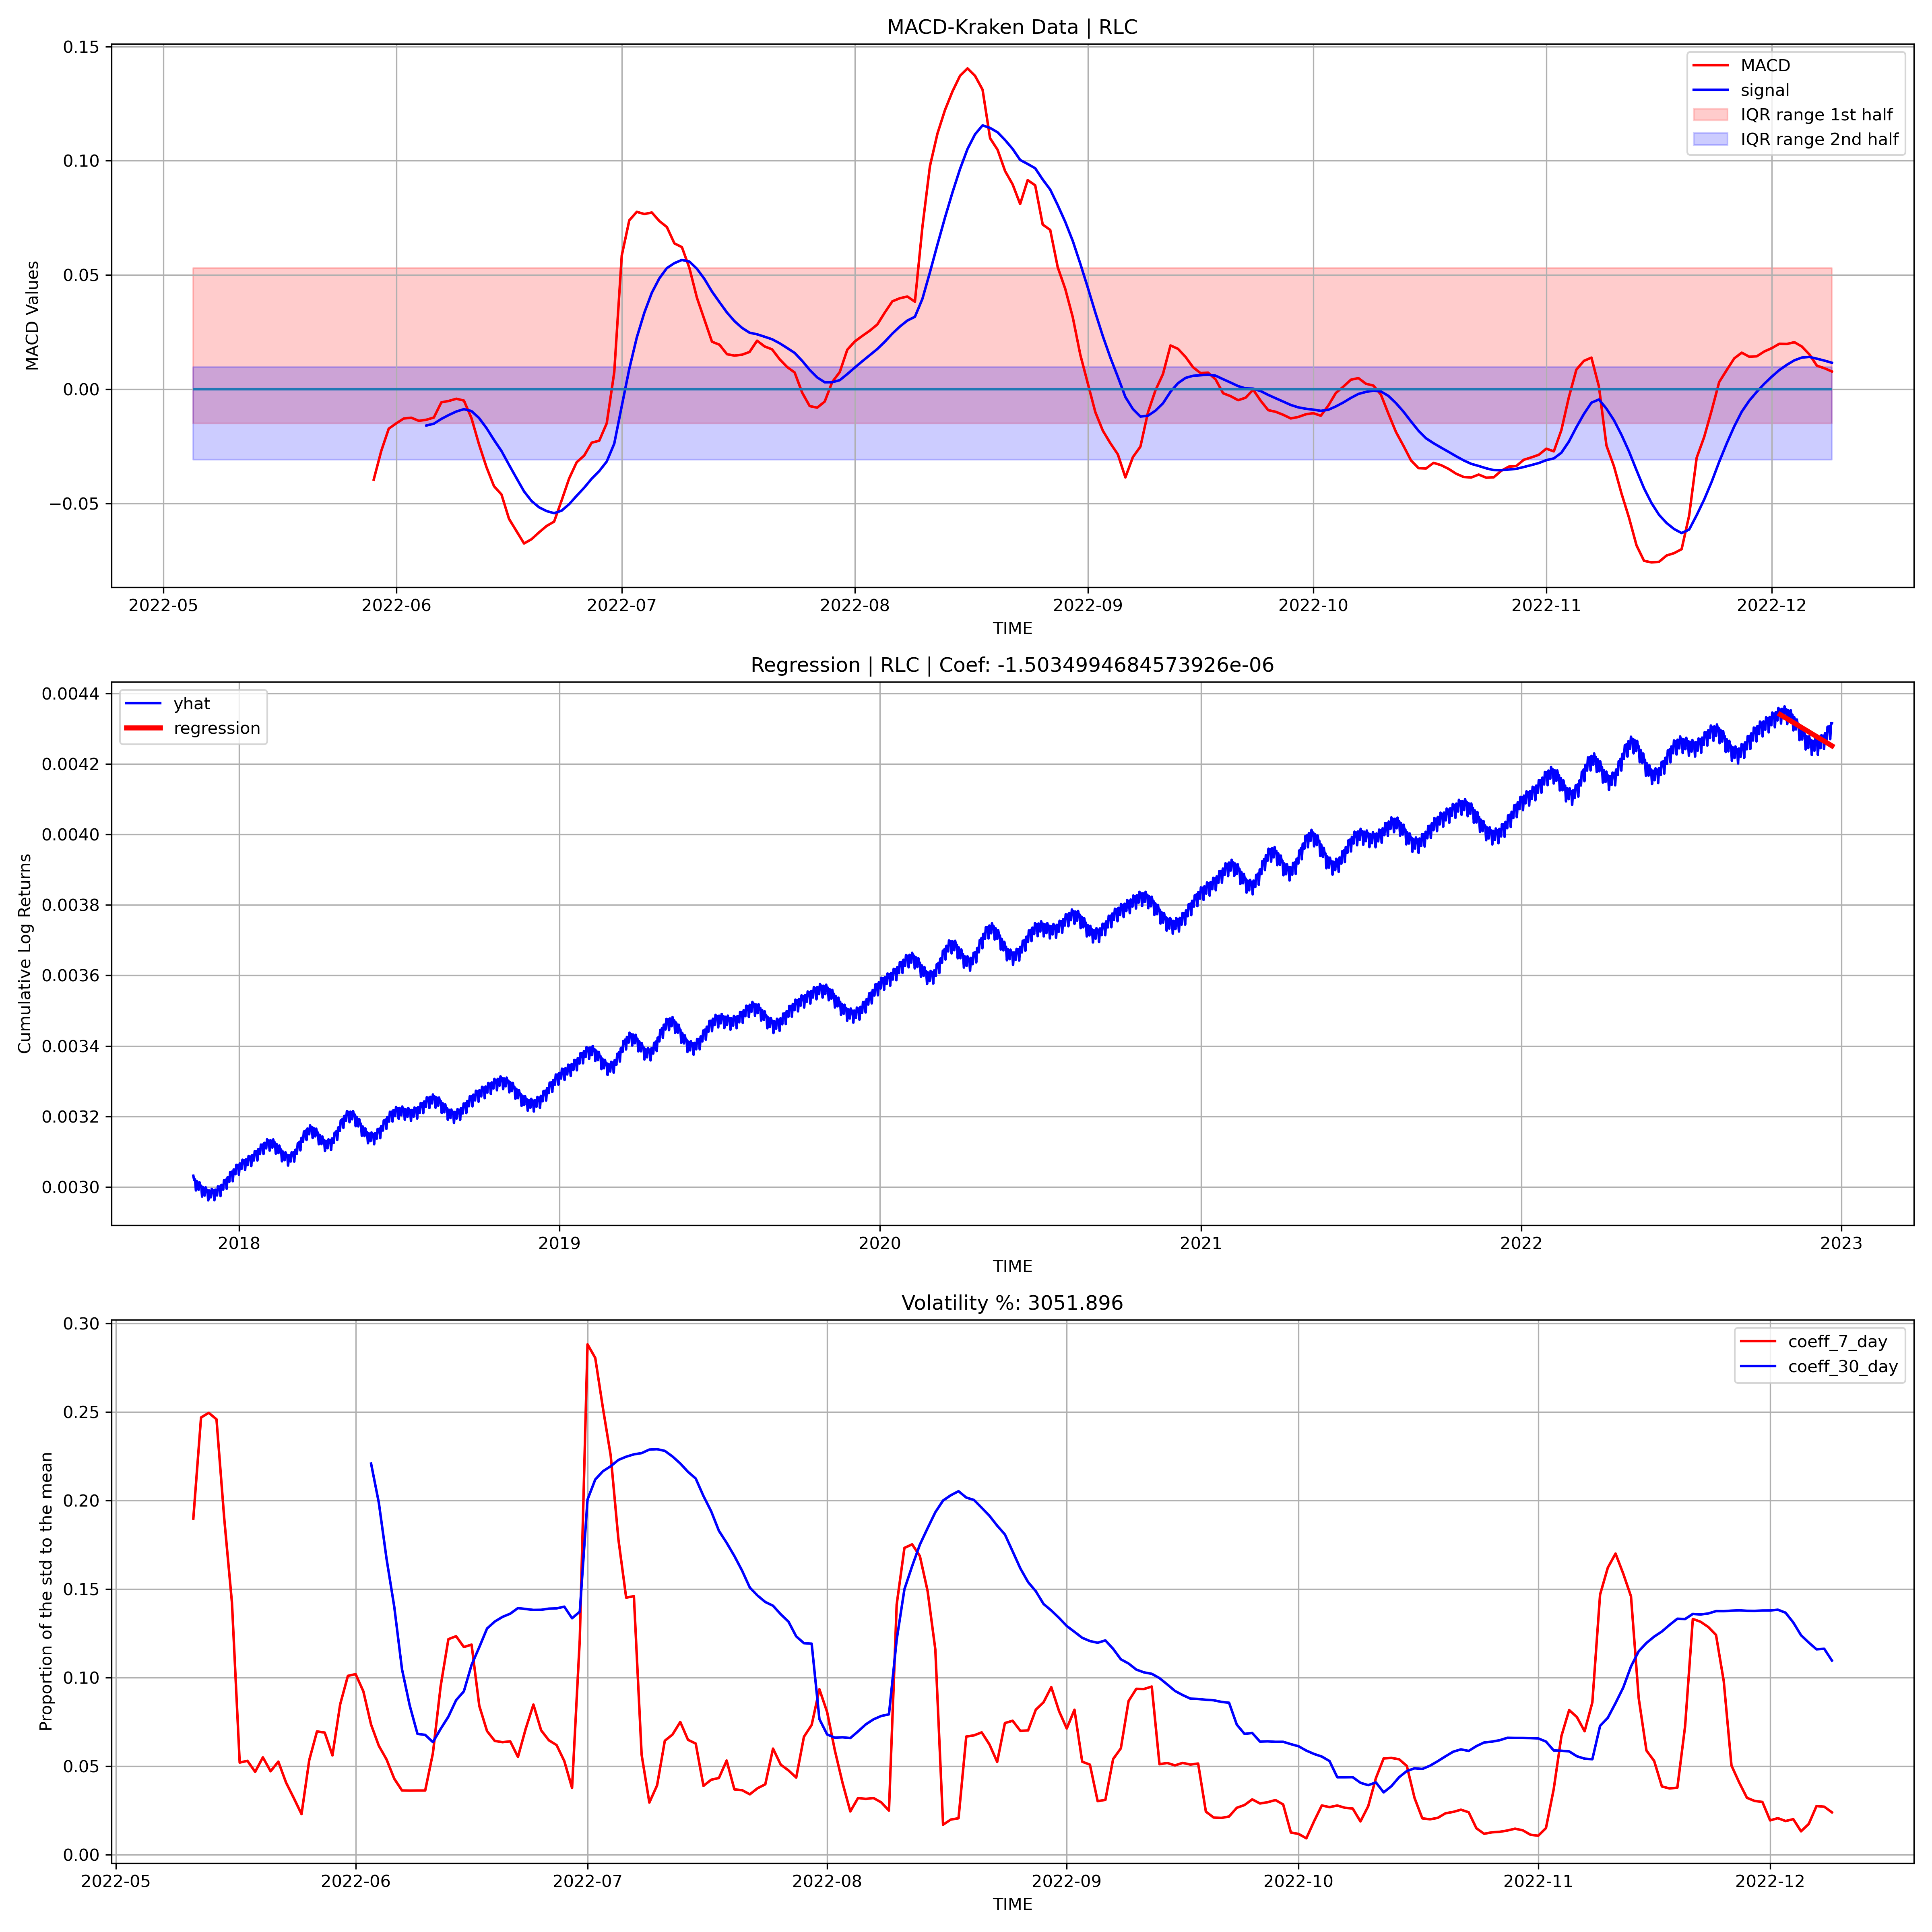 MACD-Kraken Data | RLC
MACD Values
0.15
0.10
0.05
0.00
−0.05
MACD
signal
IQR range 1st half
IQR range 2nd half
2022-05 2022-06 2022-07 2022-08 2022-09 2022-10 2022-11 2022-12
TIME
Regression | RLC | Coef: -1.5034994684573926e-06
Cumulative Log Returns
0.0044
0.0042
0.0040
0.0038
0.0036
0.0034
0.0032
0.0030
yhat
regression
2018 2019 2020 2021 2022 2023
TIME
Volatility %: 3051.896
Proportion of the std to the mean
0.30
0.25
0.20
0.15
0.10
0.05
0.00
coeff_7_day
coeff_30_day
2022-05 2022-06 2022-07 2022-08 2022-09 2022-10 2022-11 2022-12
TIME